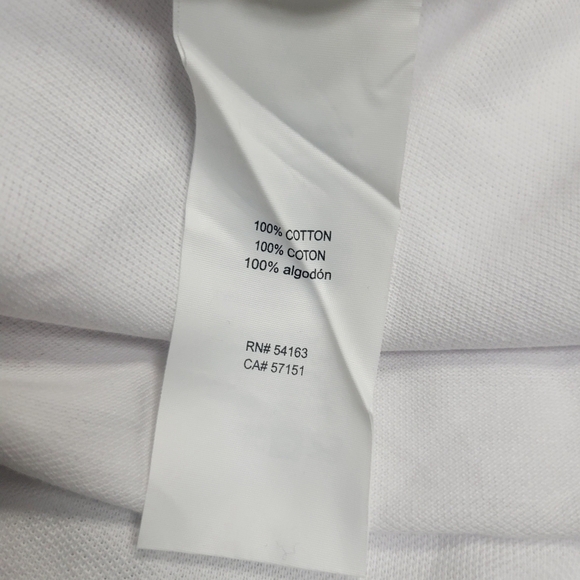 100% COTTON
100% COTON
100% algodón
RN# 54163
CA# 57151